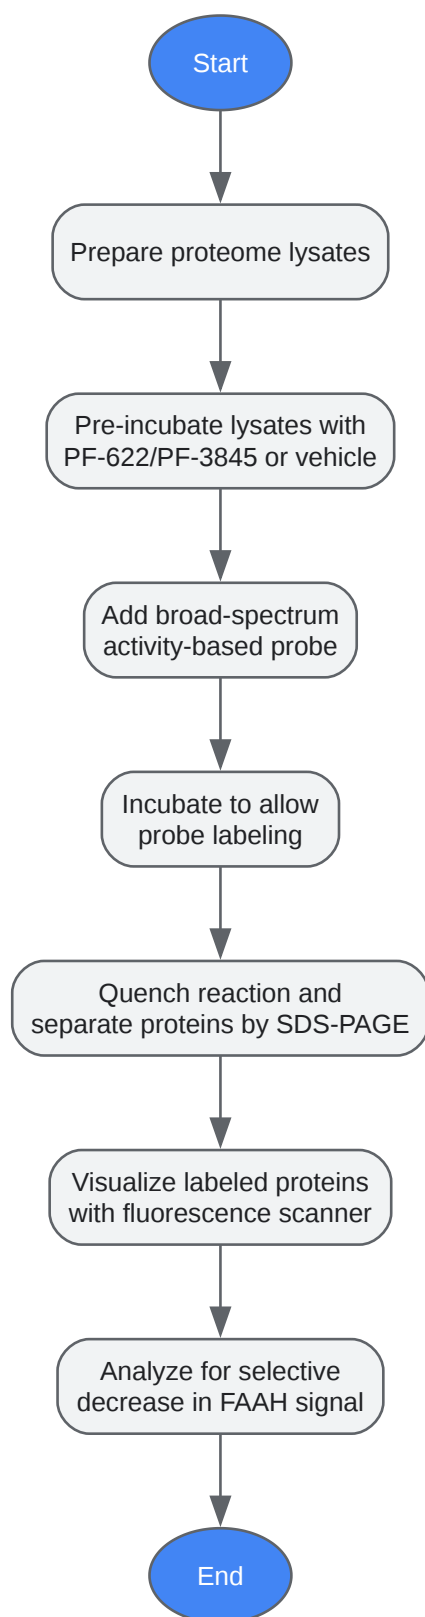 Start
Prepare proteome lysates
Pre-incubate lysates with
PF-622/PF-3845 or vehicle
Add broad-spectrum
activity-based probe
Incubate to allow
probe labeling
Quench reaction and
separate proteins by SDS-PAGE
Visualize labeled proteins
with fluorescence scanner
Analyze for selective
decrease in FAAH signal
End